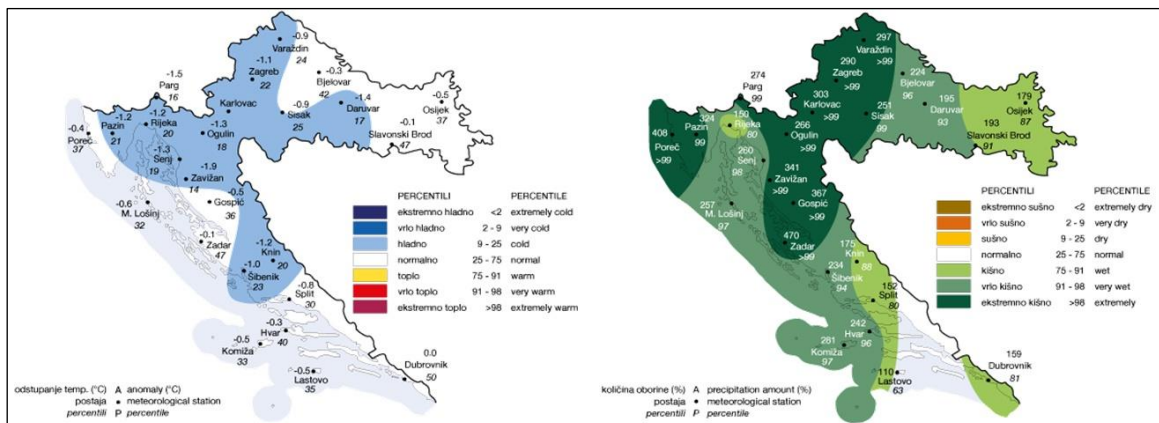 -0.9
Varaždin
24
-1.1
Zagreb
22
-0.3
Bjelovar
42
-1.5
Parg
16
-1.4
Daruvar
17
-0.5
Osijek
37
Karlovac
-0.9
Sisak
25
-0.1
Slavonski Brod
47
-0.4
Poreč
37
-1.2
Pazin
21
-1.2
Rijeka
20
-1.3
Ogulin
18
-1.3
Senj
19
-1.9
Zavižan
14
-0.5
Gospić
36
-0.6
M. Lošinj
32
-0.1
Zadar
47
-1.2
Knin
20
-1.0
Šibenik
23
-0.8
Split
30
-0.3
Hvar
40
-0.5
Komiža
33
-0.5
Lastovo
35
0.0
Dubrovnik
50
PERCENTILI PERCENTILE
ekstremno hladno <2 extremely cold
vrlo hladno 2 - 9 very cold
hladno 9 - 25 cold
normalno 25 - 75 normal
toplo 75 - 91 warm
vrlo toplo 91 - 98 very warm
ekstremno toplo >98 extremely warm
odstupanje temp. (°C) A anomaly (°C)
postaja • meteorological station
percentili P percentile
297
Varaždin
>99
290
Zagreb
>99
224
Bjelovar
96
274
Parg
99
303
Karlovac
>99
251
Sisak
99
195
Daruvar
93
179
Osijek
87
193
Slavonski Brod
91
408
Poreč
>99
324
Pazin
99
159
Rijeka
80
266
Ogulin
>99
260
Senj
98
341
Zavižan
>99
367
Gospić
>99
257
M. Lošinj
97
470
Zadar
>99
175
Knin
88
234
Šibenik
94
152
Split
80
242
Hvar
96
281
Komiža
97
110
Lastovo
63
159
Dubrovnik
81
PERCENTILI PERCENTILE
ekstremno sušno <2 extremely dry
vrlo sušno 2 - 9 very dry
sušno 9 - 25 dry
normalno 25 - 75 normal
kišno 75 - 91 wet
vrlo kišno 91 - 98 very wet
ekstremno kišno >98 extremely
količina oborine (%) A precipitation amount (%)
postaja • meteorological station
percentili P percentile